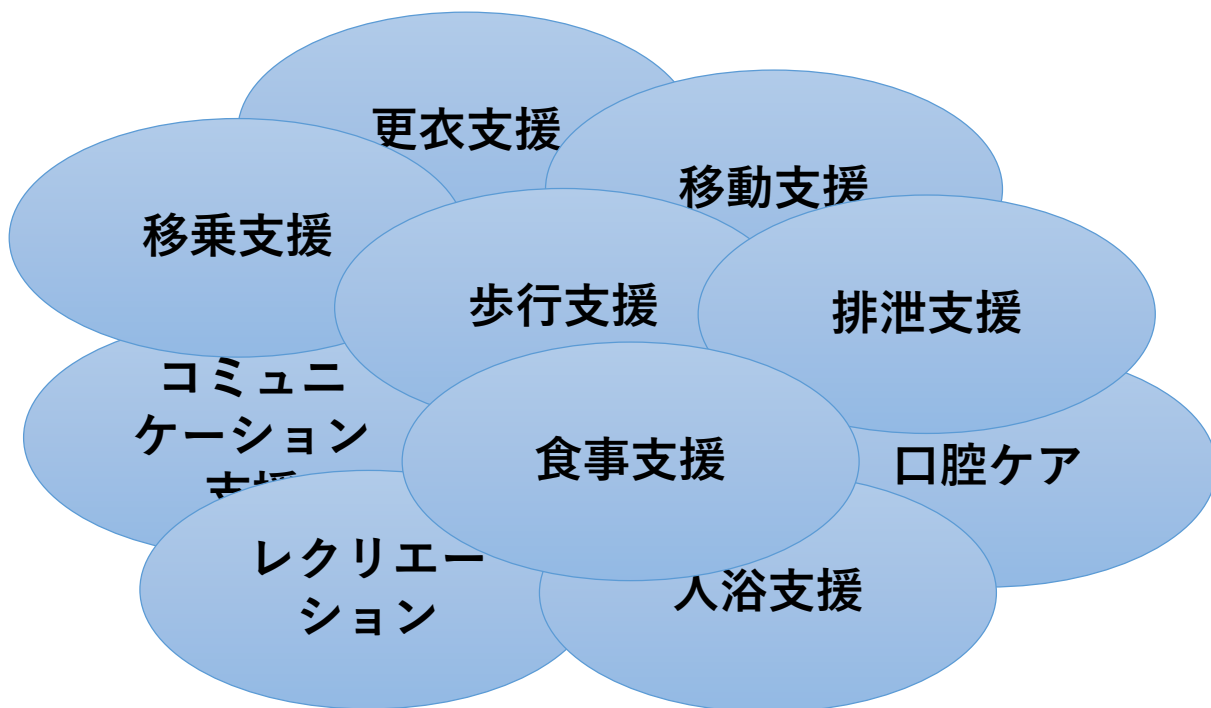 更衣支援
移動支援
移乗支援
歩行支援
排泄支援
コミュニ
ケーション
支援
食事支援
口腔ケア
レクリエー
ション
入浴支援